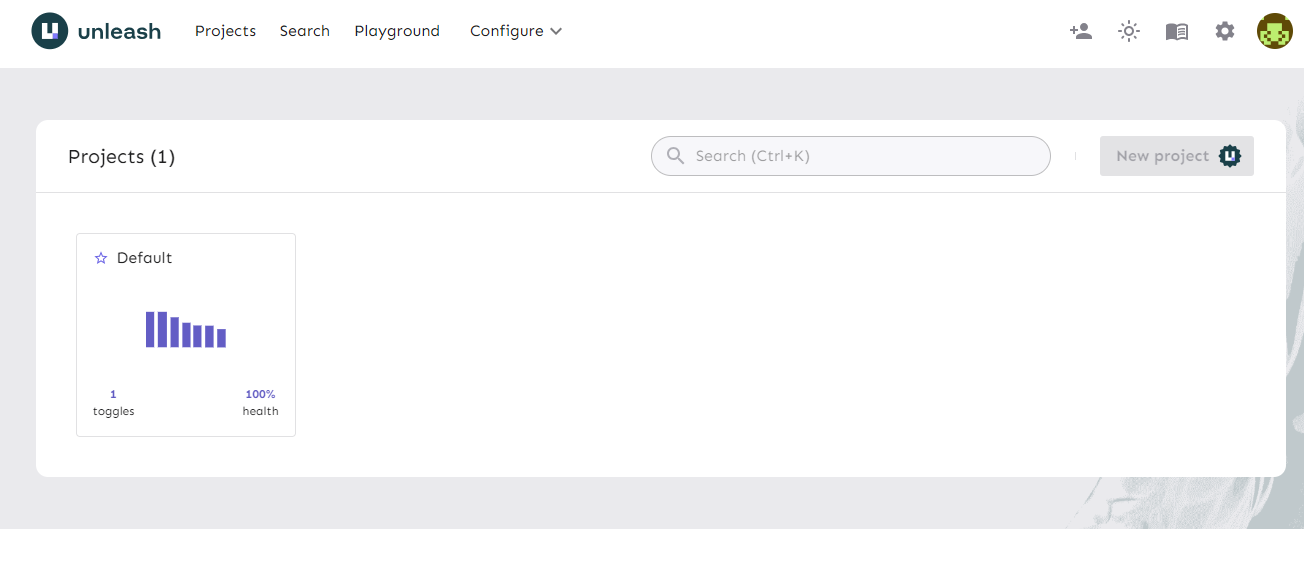 unleash Projects Search Playground Configure
Projects (1) Search (Ctrl+K) New project
Default
1 100%
toggles health